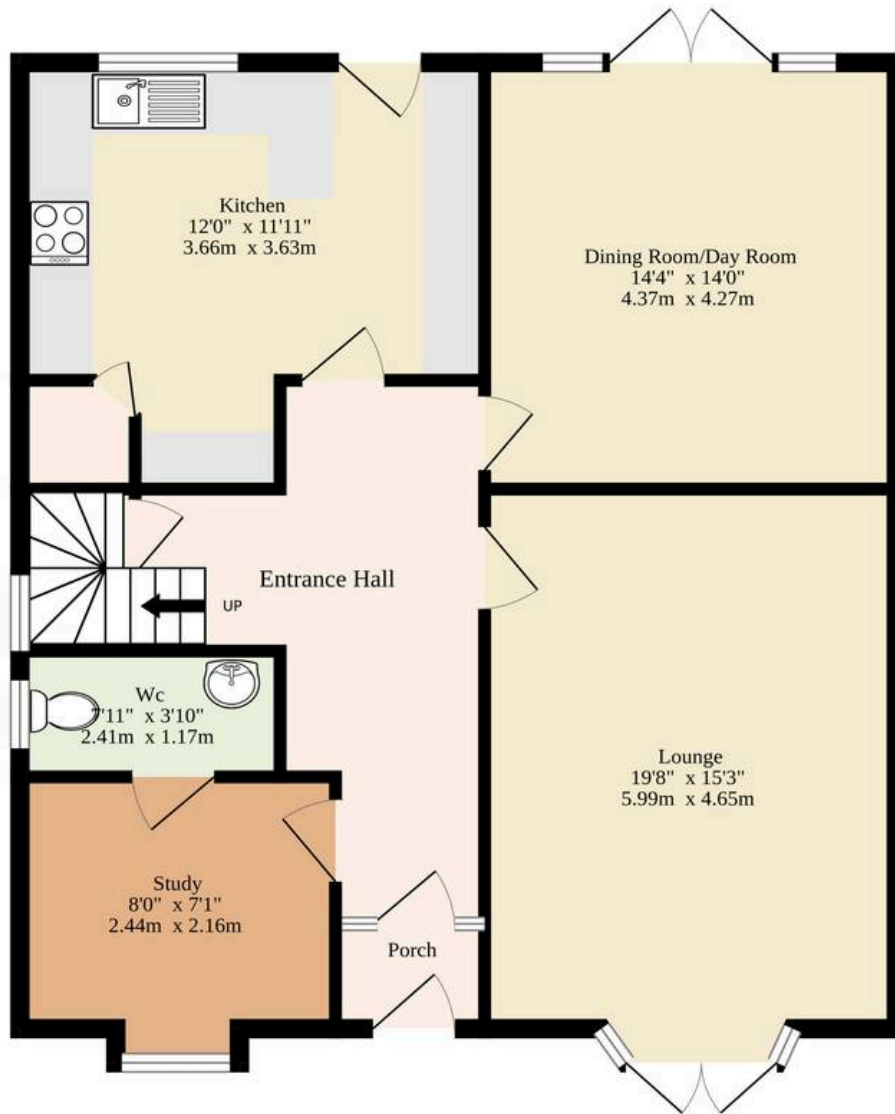 Kitchen
12'0" x 11'11"
3.66m x 3.63m
Dining Room/Day Room
14'4" x 14'0"
4.37m x 4.27m
Entrance Hall
UP
Wc
7'11" x 3'10"
2.41m x 1.17m
Lounge
19'8" x 15'3"
5.99m x 4.65m
Study
8'0" x 7'1"
2.44m x 2.16m
Porch